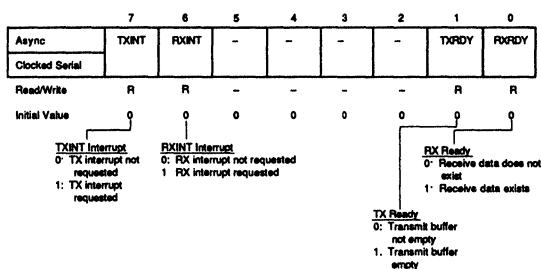 7 6 5 4 3 2 1 0
Async TXINT RXINT – – – – TXRDY RXRDY
Clocked Serial
Read/Write R R – – – – R R
Initial Value 0 0 0 0 0 0 0 0
TXINT Interrupt
0· TX interrupt not
requested
1: TX interrupt
requested
RXINT Interrupt
0: RX interrupt not requested
1 RX interrupt requested
RX Ready
0· Receive data does not
exist
1· Receive data exists
TX Ready
0: Transmit buffer
not empty
1. Transmit buffer
empty